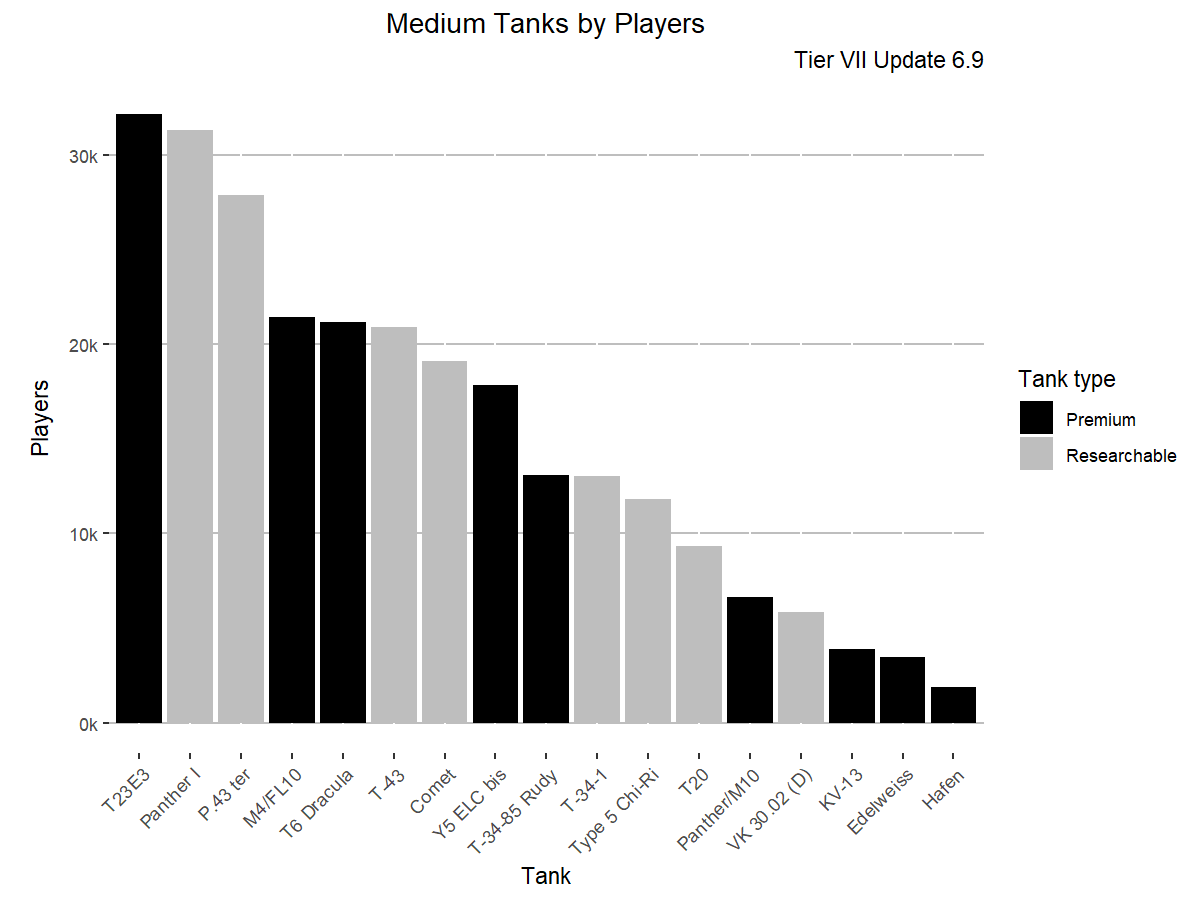 Medium Tanks by Players
Tier VII Update 6.9
30k
20k
10k
0k
Players
T23E3
Panther I
P.43 ter
M4/FL10
T6 Dracula
T-43
Comet
Y5 ELC bis
T-34-85 Rudy
T-34-1
Type 5 Chi-Ri
T20
Panther/M10
VK 30.02 (D)
KV-13
Edelweiss
Hafen
Tank
Tank type
Premium
Researchable